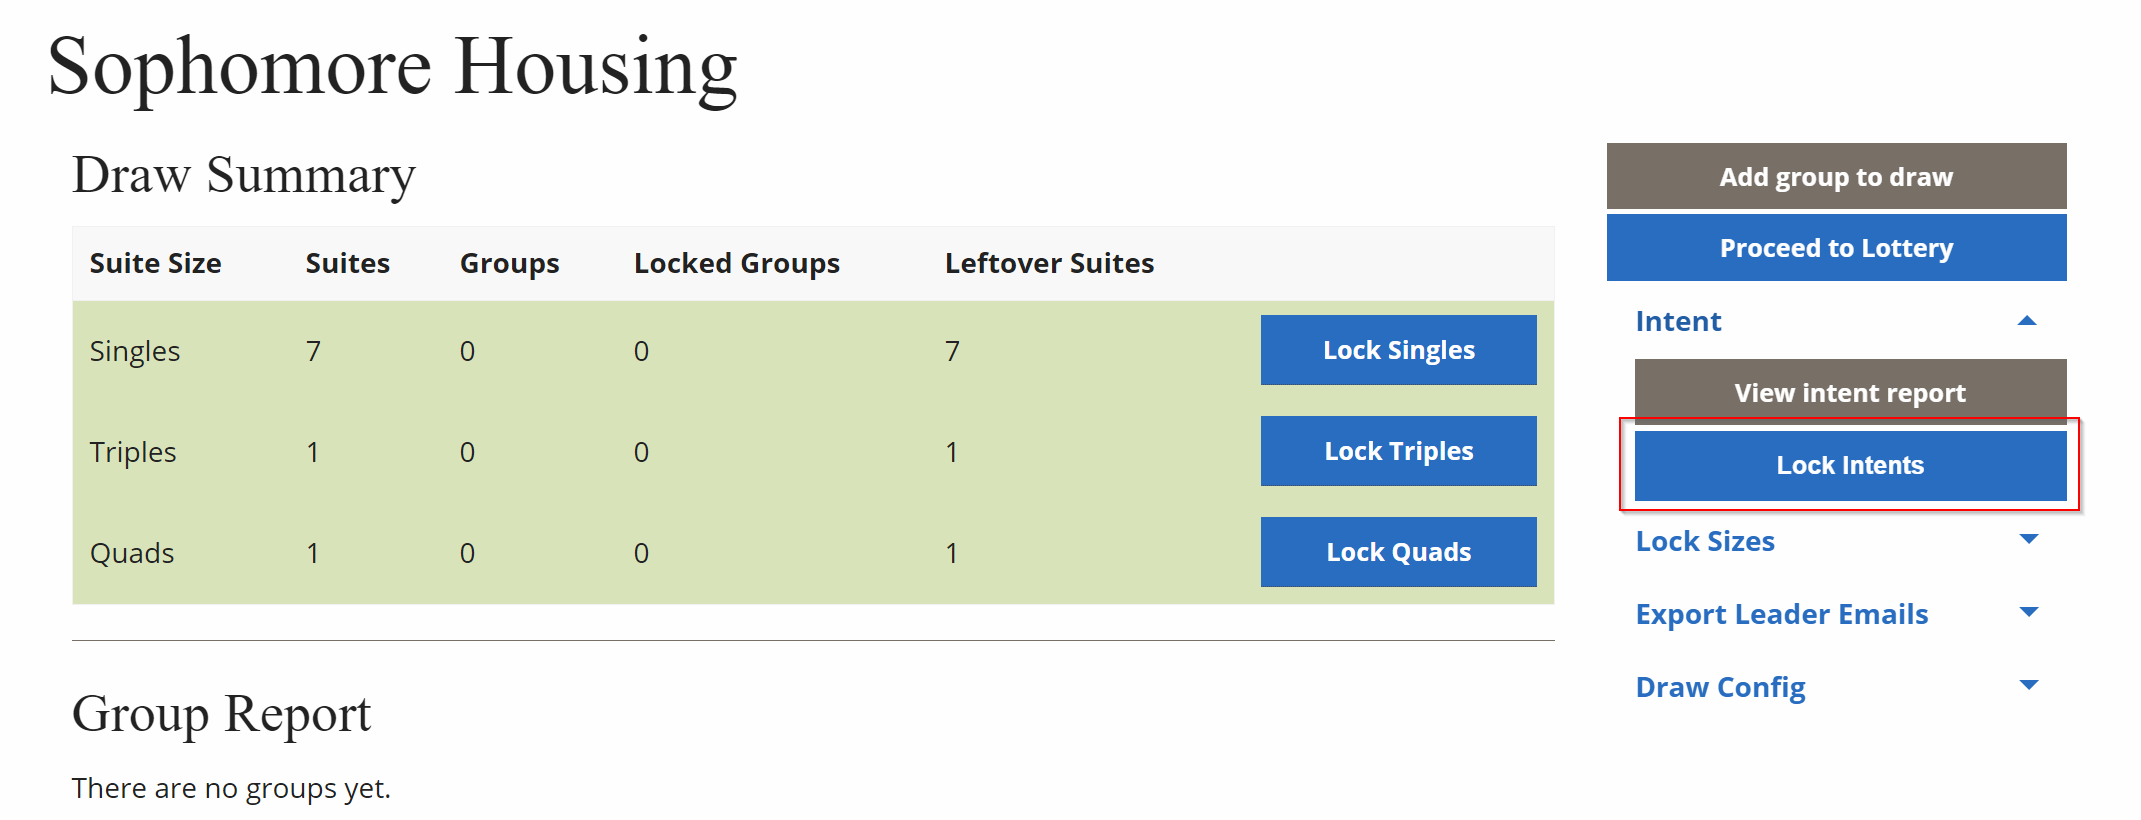 Sophomore Housing
Draw Summary
Suite Size Suites Groups Locked Groups Leftover Suites
Singles 7 0 0 7 Lock Singles
Triples 1 0 0 1 Lock Triples
Quads 1 0 0 1 Lock Quads
Group Report
There are no groups yet.
Add group to draw
Proceed to Lottery
Intent
View intent report
Lock Intents
Lock Sizes
Export Leader Emails
Draw Config